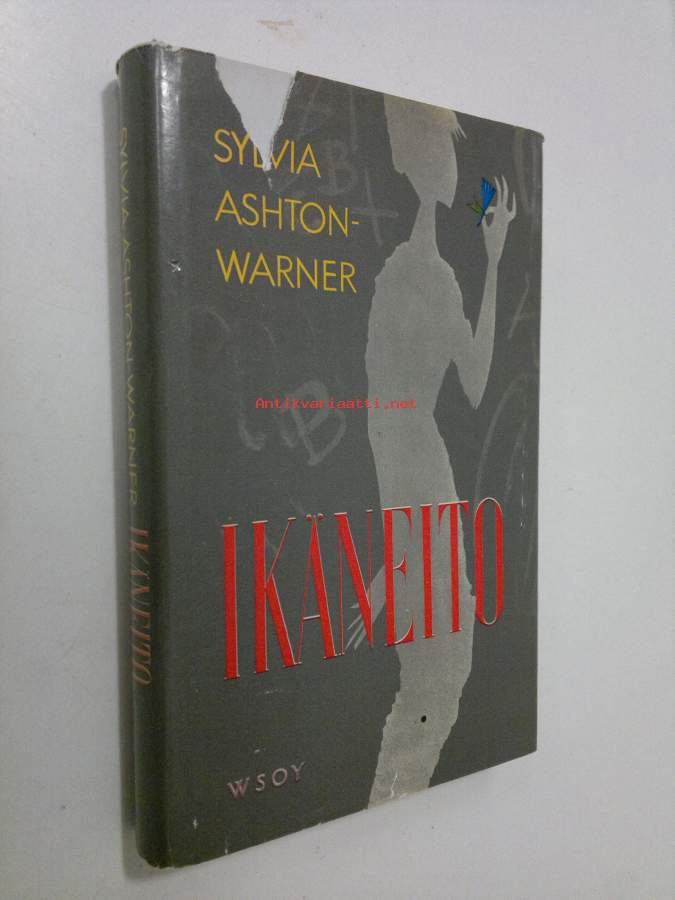 SYLVIA
ASHTON-
WARNER
B
B
Antikvariaatti.net
IKÄNEITO
WSOY
SYLVIA ASHTON-WARNER IKÄNEITO